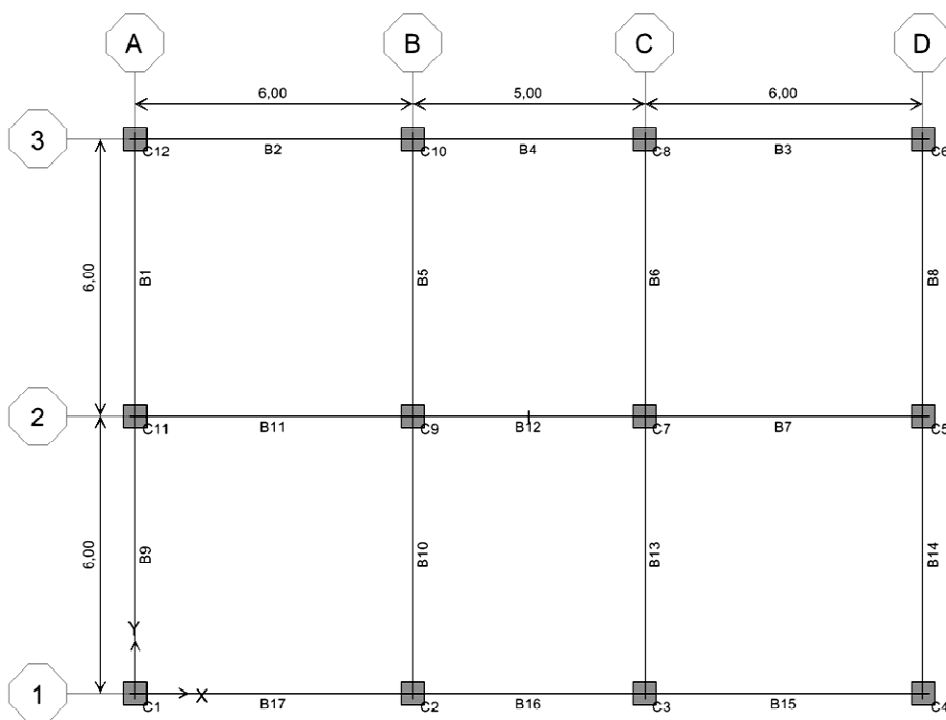 A B C D
6,00 5,00 6,00
3
C12 B2 C10 B4 C8 B3 C6
6,00 B1 B5 B6 B8
2
C11 B11 C9 B12 C7 B7 C5
6,00 B9 B10 B13 B14
Y
1
C1 X B17 C2 B16 C3 B15 C4